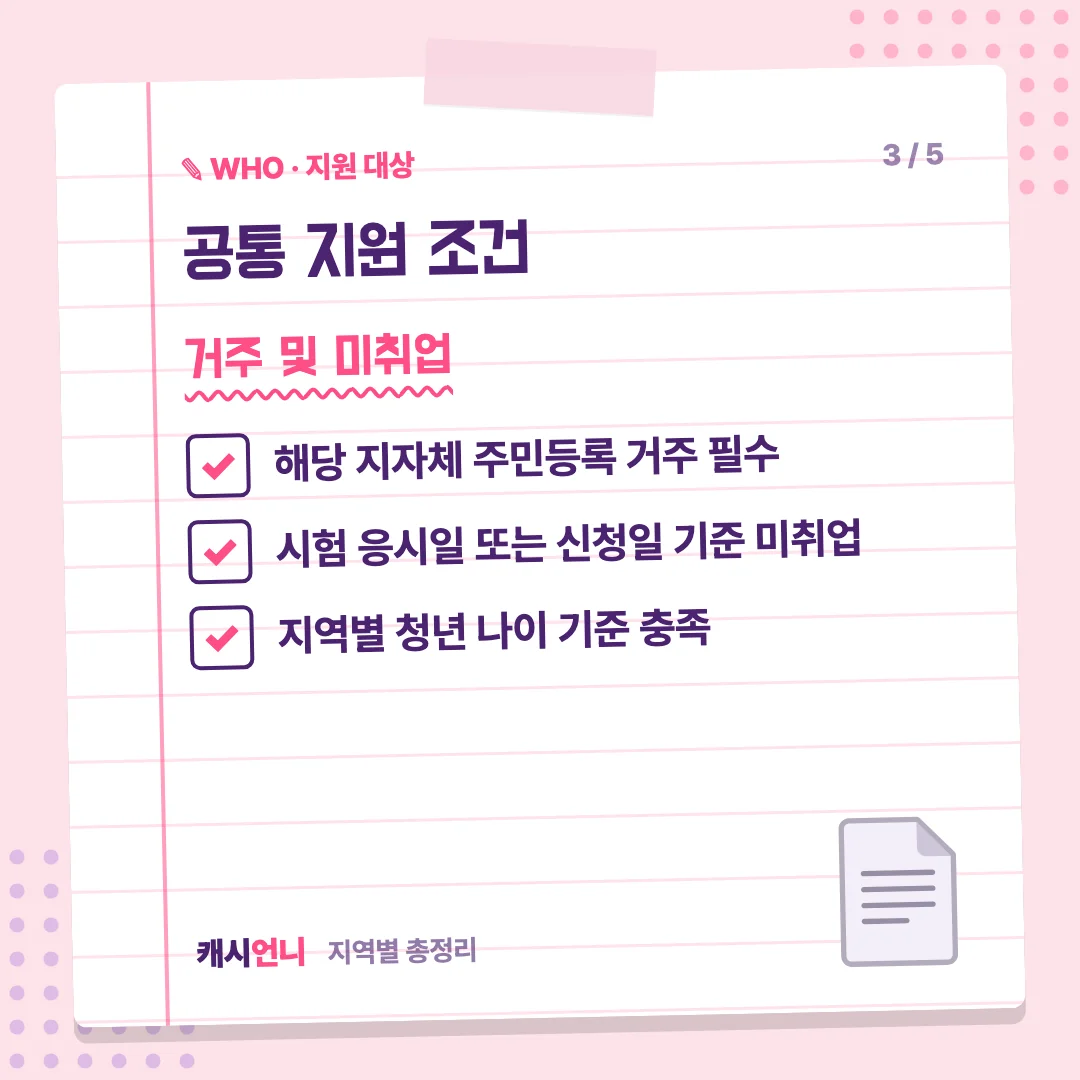 WHO · 지원 대상
3 / 5
공통 지원 조건
거주 및 미취업
해당 지자체 주민등록 거주 필수
시험 응시일 또는 신청일 기준 미취업
지역별 청년 나이 기준 충족
캐시언니 지역별 총정리